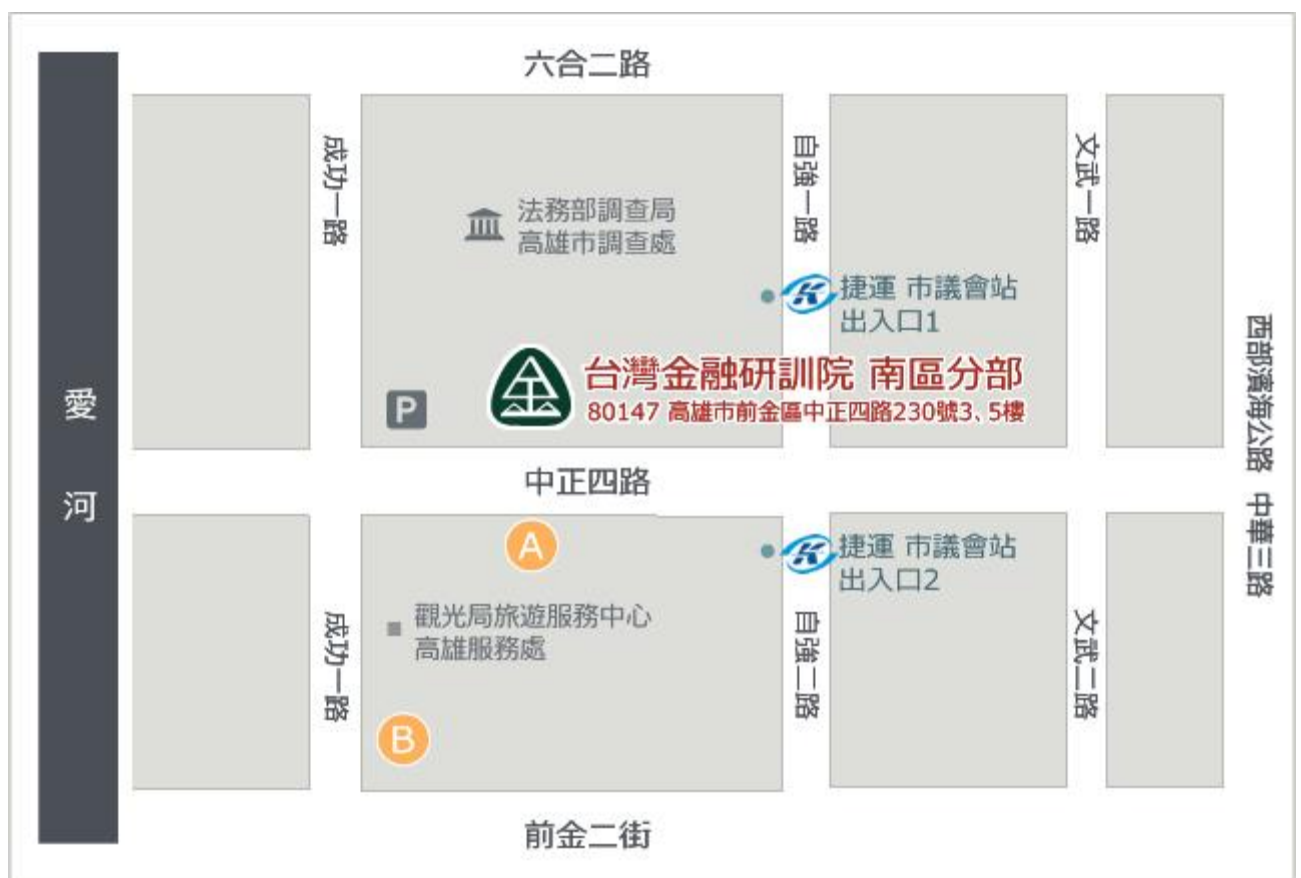 六合二路
成功一路
自強一路
文武一路
法務部調查局
高雄市調查處
捷運 市議會站
出入口1
台灣金融研訓院 南區分部
80147 高雄市前金區中正四路230號3、5樓
P
愛河
西部濱海公路 中華三路
中正四路
A
捷運 市議會站
出入口2
觀光局旅遊服務中心
高雄服務處
成功一路
自強二路
文武二路
B
前金二街